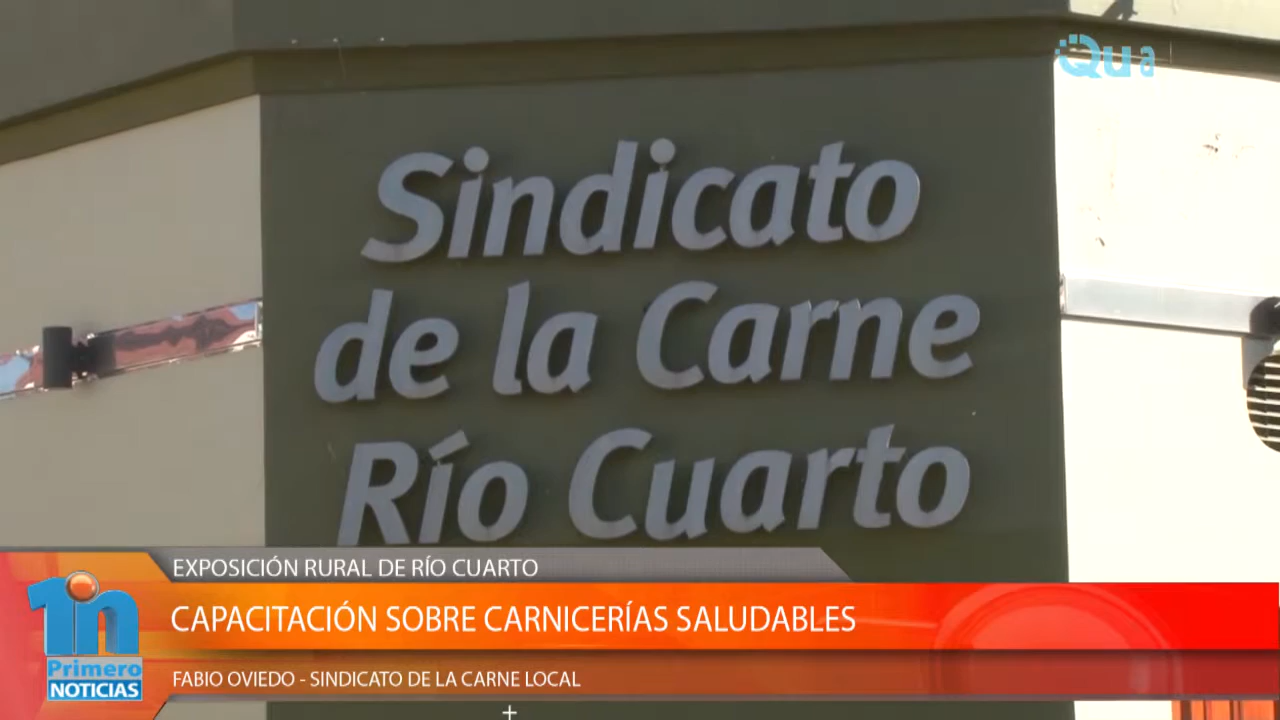 Qua
Sindicato
de la Carne
Río Cuarto
EXPOSICIÓN RURAL DE RÍO CUARTO
CAPACITACIÓN SOBRE CARNICERÍAS SALUDABLES
1n
Primero
NOTICIAS
FABIO OVIEDO - SINDICATO DE LA CARNE LOCAL